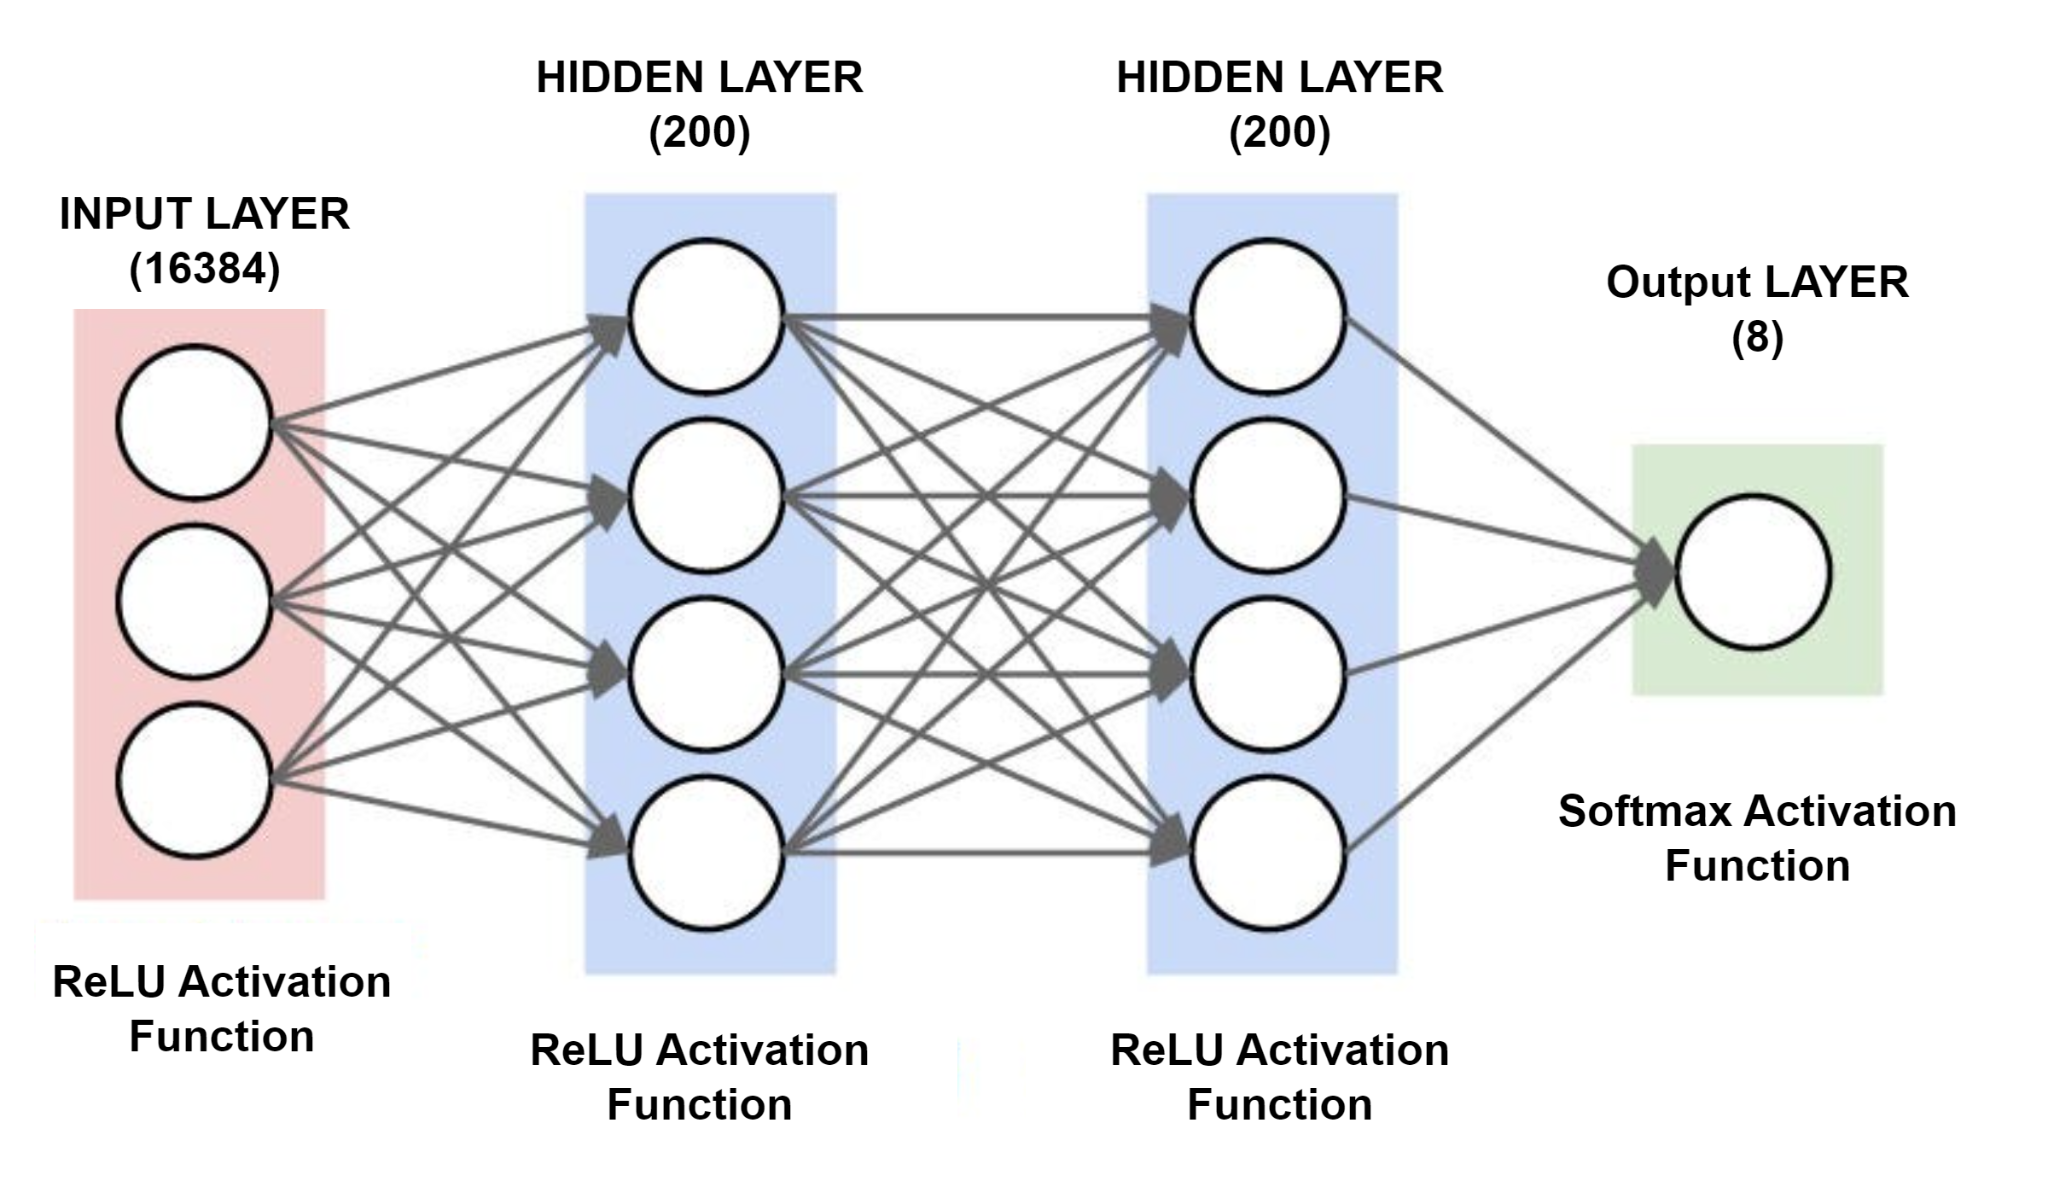 INPUT LAYER
(16384)
ReLU Activation
Function
HIDDEN LAYER
(200)
ReLU Activation
Function
HIDDEN LAYER
(200)
ReLU Activation
Function
Output LAYER
(8)
Softmax Activation
Function